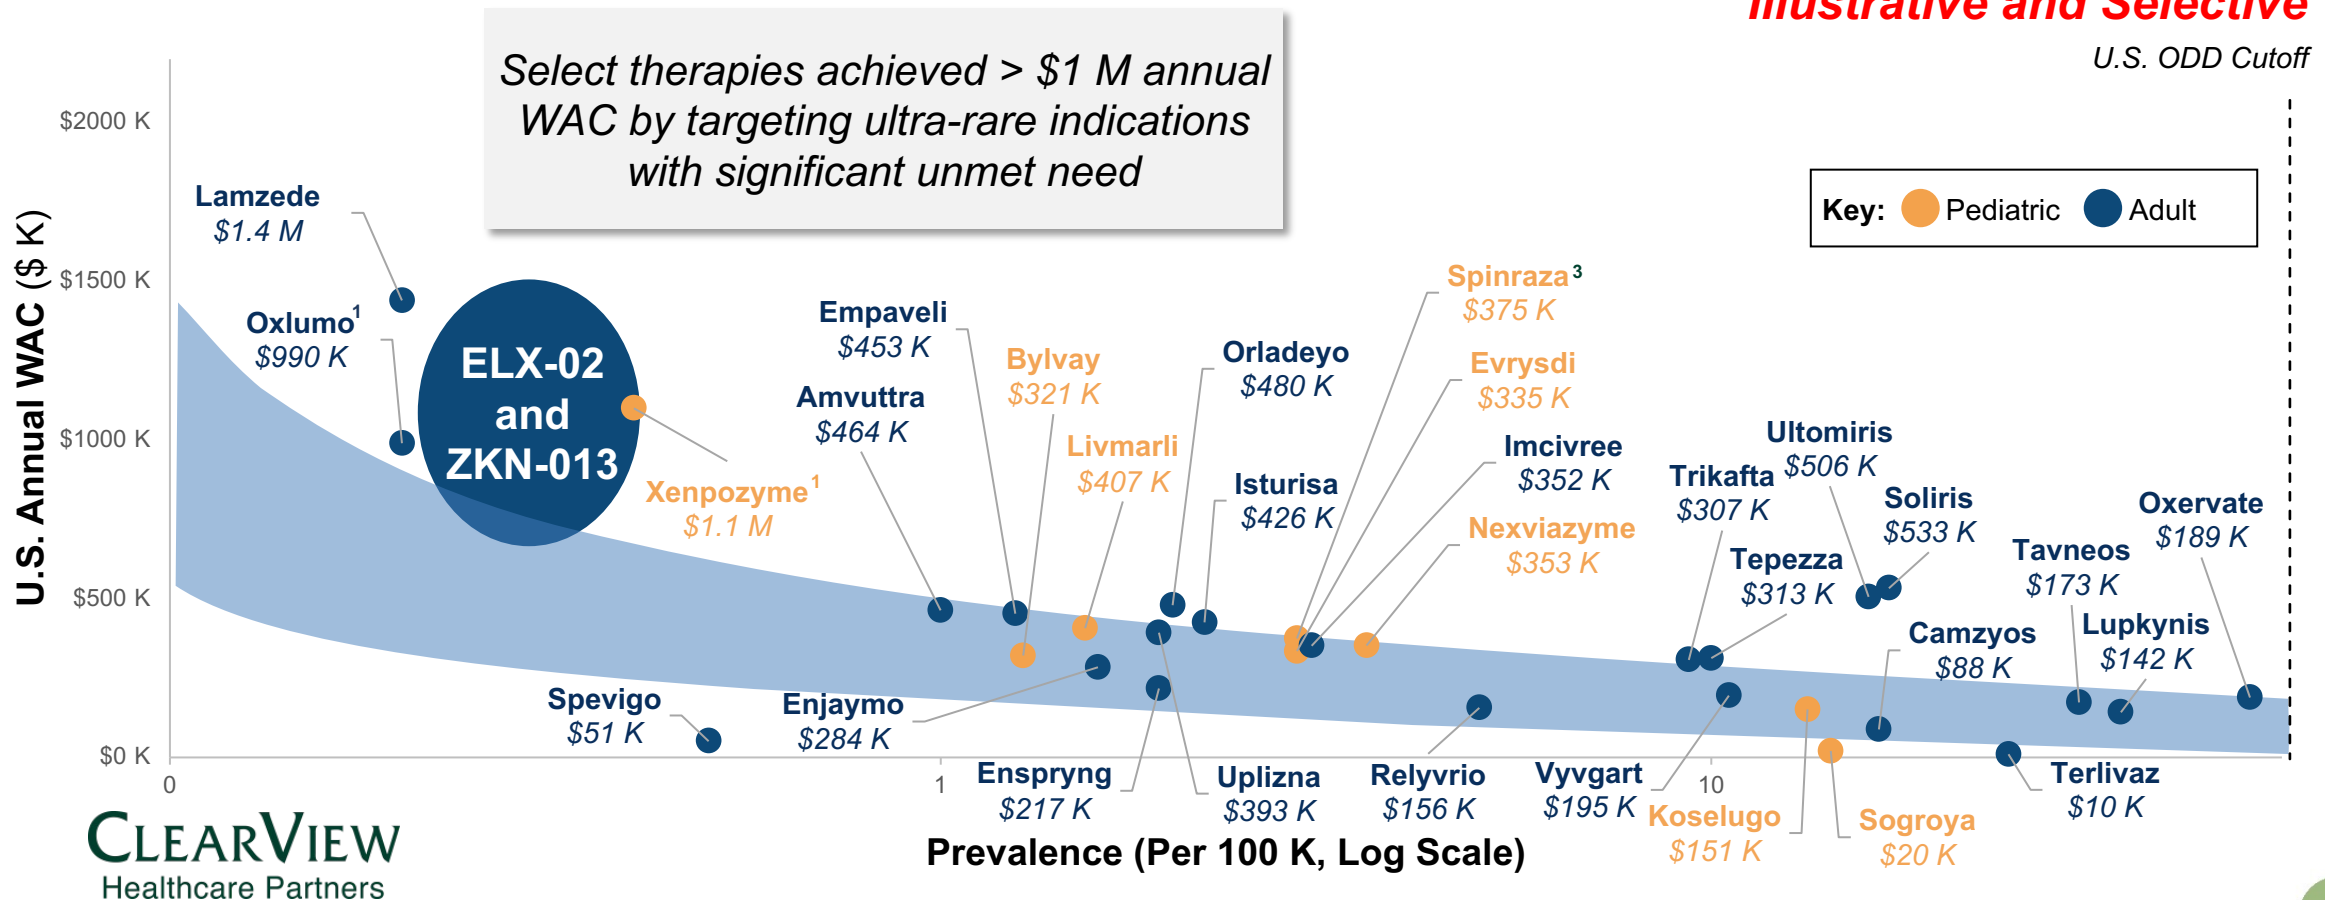 Illustrative and Selective
U.S. ODD Cutoff
Select therapies achieved > $1 M annual
WAC by targeting ultra-rare indications
with significant unmet need
Key: Pediatric Adult
U.S. Annual WAC ($ K)
$2000 K
$1500 K
$1000 K
$500 K
$0 K
Lamzede
$1.4 M
Oxlumo1
$990 K
ELX-02
and
ZKN-013
Xenpozyme1
$1.1 M
Spevigo
$51 K
Empaveli
$453 K
Amvuttra
$464 K
Bylvay
$321 K
Livmarli
$407 K
Enjaymo
$284 K
Enspryng
$217 K
Orladeyo
$480 K
Isturisa
$426 K
Uplizna
$393 K
Spinraza3
$375 K
Evrysdi
$335 K
Imcivree
$352 K
Nexviazyme
$353 K
Relyvrio
$156 K
Vyvgart
$195 K
Trikafta
$307 K
Tepezza
$313 K
Ultomiris
$506 K
Soliris
$533 K
Koselugo
$151 K
Sogroya
$20 K
Camzyos
$88 K
Tavneos
$173 K
Lupkynis
$142 K
Oxervate
$189 K
Terlivaz
$10 K
0
1
10
Prevalence (Per 100 K, Log Scale)
CLEARVIEW
Healthcare Partners